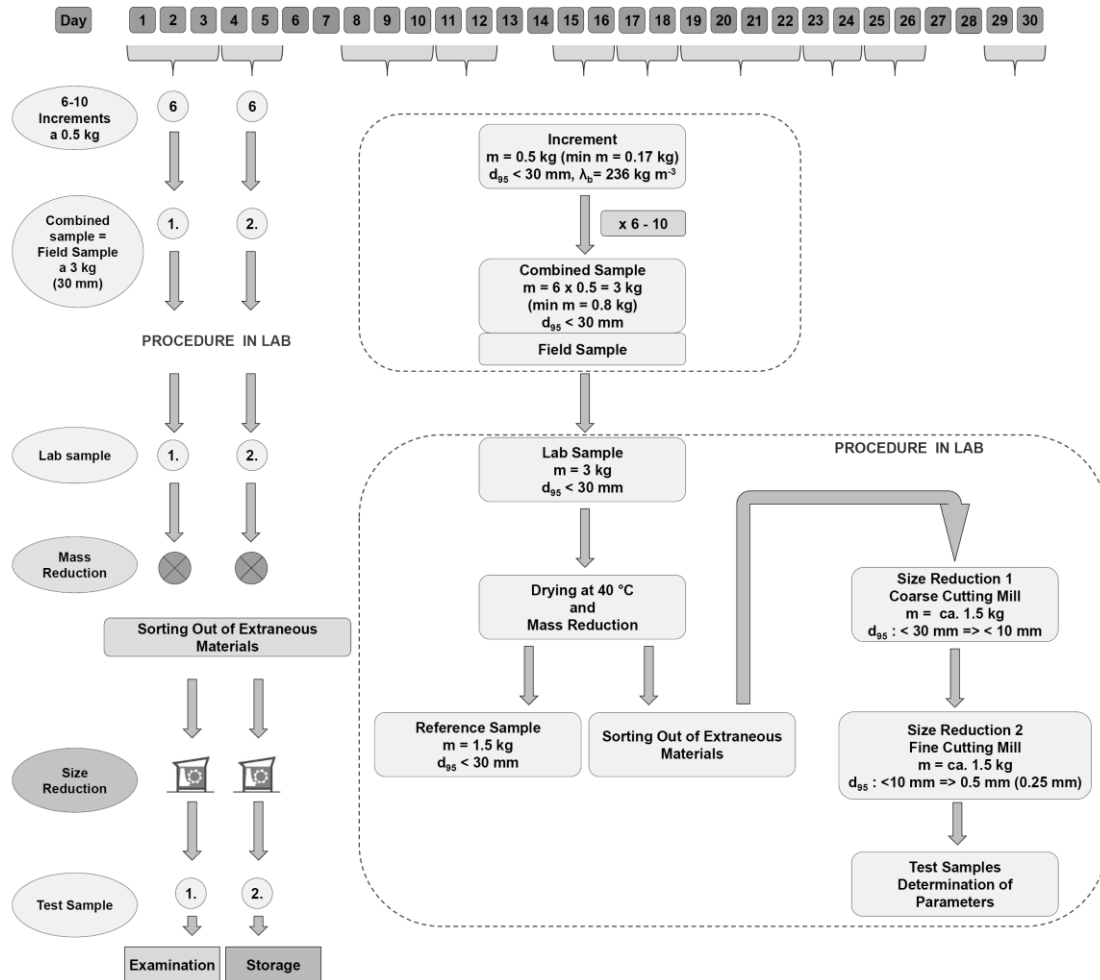 Day 1 2 3 4 5 6 7 8 9 10 11 12 13 14 15 16 17 18 19 20 21 22 23 24 25 26 27 28 29 30
6-10
Increments
a 0.5 kg
6 6
Combined
sample =
Field Sample
a 3 kg
(30 mm)
1. 2.
PROCEDURE IN LAB
Lab sample
1. 2.
Mass
Reduction
Sorting Out of Extraneous
Materials
Size
Reduction
Test Sample
1. 2.
Examination
Storage
Increment
m = 0.5 kg (min m = 0.17 kg)
d₉₅ < 30 mm, λ_b= 236 kg m⁻³
x 6 - 10
Combined Sample
m = 6 x 0.5 = 3 kg
(min m = 0.8 kg)
d₉₅ < 30 mm
Field Sample
PROCEDURE IN LAB
Lab Sample
m = 3 kg
d₉₅ < 30 mm
Drying at 40 °C
and
Mass Reduction
Reference Sample
m = 1.5 kg
d₉₅ < 30 mm
Sorting Out of Extraneous
Materials
Size Reduction 1
Coarse Cutting Mill
m = ca. 1.5 kg
d₉₅ : < 30 mm => < 10 mm
Size Reduction 2
Fine Cutting Mill
m = ca. 1.5 kg
d₉₅ : <10 mm => 0.5 mm (0.25 mm)
Test Samples
Determination of
Parameters